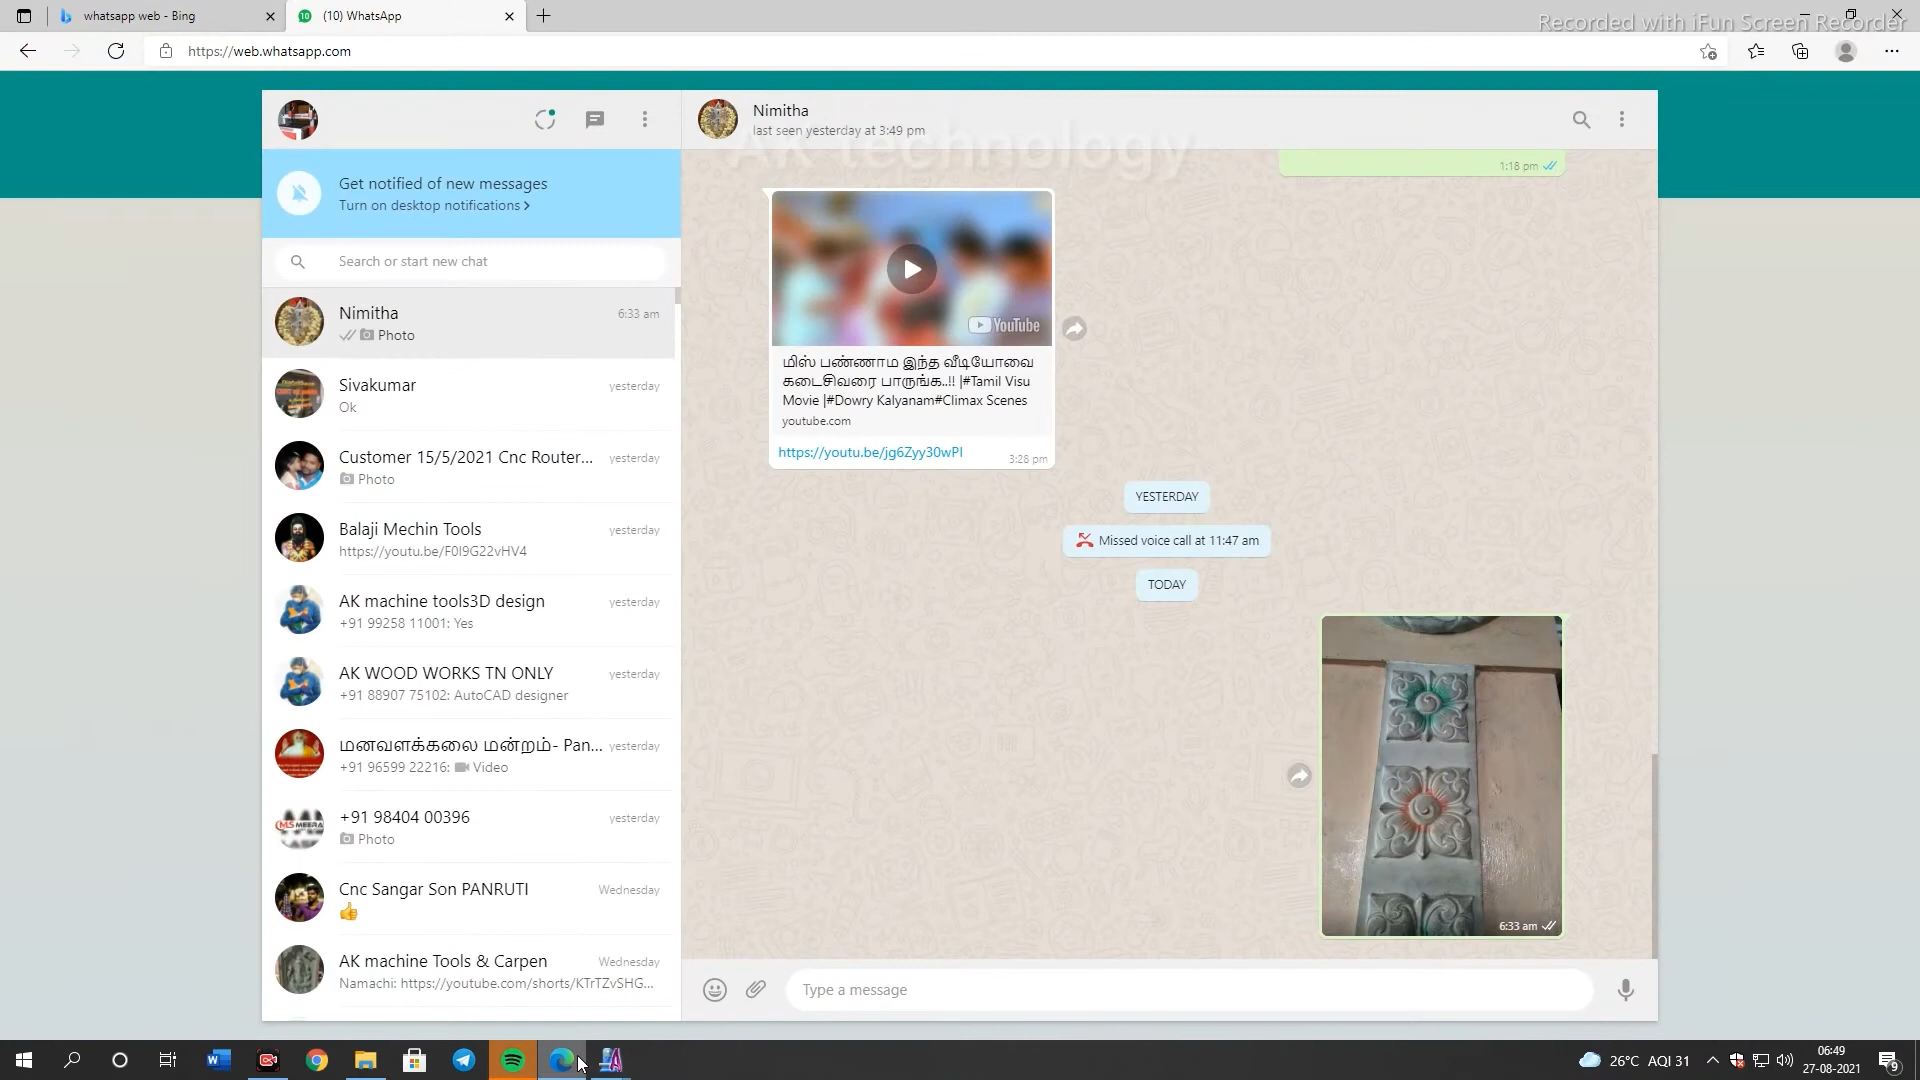 whatsapp web - Bing
(10) WhatsApp
Recorded with iFun Screen Recorder
https://web.whatsapp.com
AK Technology
Nimitha
last seen yesterday at 3:49 pm
Get notified of new messages
Turn on desktop notifications >
Search or start new chat
Nimitha
6:33 am
Photo
Sivakumar
yesterday
Ok
Customer 15/5/2021 Cnc Router...
yesterday
Photo
Balaji Mechin Tools
yesterday
https://youtu.be/F0I9G22vHV4
AK machine tools3D design
yesterday
+91 99258 11001: Yes
AK WOOD WORKS TN ONLY
yesterday
+91 88907 75102: AutoCAD designer
மனவளக்கலை மன்றம்- Pan...
yesterday
+91 96599 22216: Video
+91 98404 00396
yesterday
Photo
MS MEERA
Cnc Sangar Son PANRUTI
Wednesday
👍
AK machine Tools & Carpen
Wednesday
Namachi: https://youtube.com/shorts/KTrTZvSHG...
1:18 pm
YouTube
மிஸ் பண்ணாம இந்த வீடியோவை
கடைசிவரை பாருங்க..!! |#Tamil Visu
Movie |#Dowry Kalyanam#Climax Scenes
youtube.com
https://youtu.be/jg6Zyy30wPI
3:28 pm
YESTERDAY
Missed voice call at 11:47 am
TODAY
6:33 am
Type a message
26°C AQI 31
06:49
27-08-2021
9